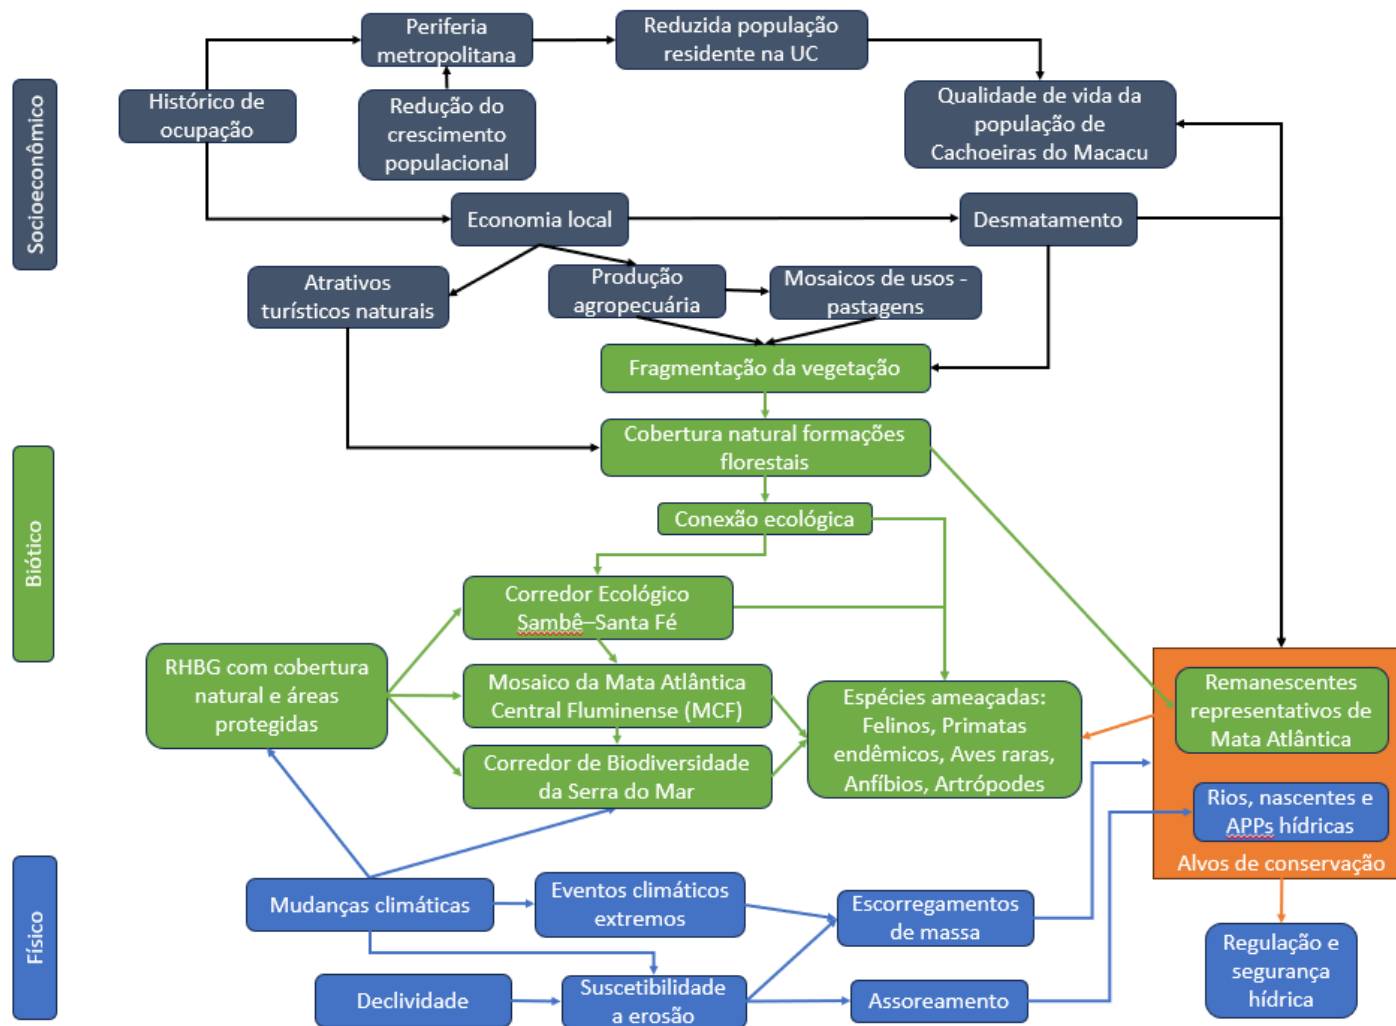 Socioeconômico
Periferia
metropolitana
Reduzida população
residente na UC
Histórico de
ocupação
Redução do
crescimento
populacional
Qualidade de vida da
população de
Cachoeiras do Macacu
Economia local
Desmatamento
Atrativos
turísticos naturais
Produção
agropecuária
Mosaicos de usos -
pastagens
Biótico
Fragmentação da vegetação
Cobertura natural formações
florestais
Conexão ecológica
Corredor Ecológico
Sambê–Santa Fé
RHBG com cobertura
natural e áreas
protegidas
Mosaico da Mata Atlântica
Central Fluminense (MCF)
Corredor de Biodiversidade
da Serra do Mar
Espécies ameaçadas:
Felinos, Primatas
endêmicos, Aves raras,
Anfíbios, Artrópodes
Remanescentes
representativos de
Mata Atlântica
Rios, nascentes e
APPs hídricas
Alvos de conservação
Físico
Mudanças climáticas
Eventos climáticos
extremos
Escorregamentos
de massa
Declividade
Suscetibilidade
a erosão
Assoreamento
Regulação e
segurança
hídrica